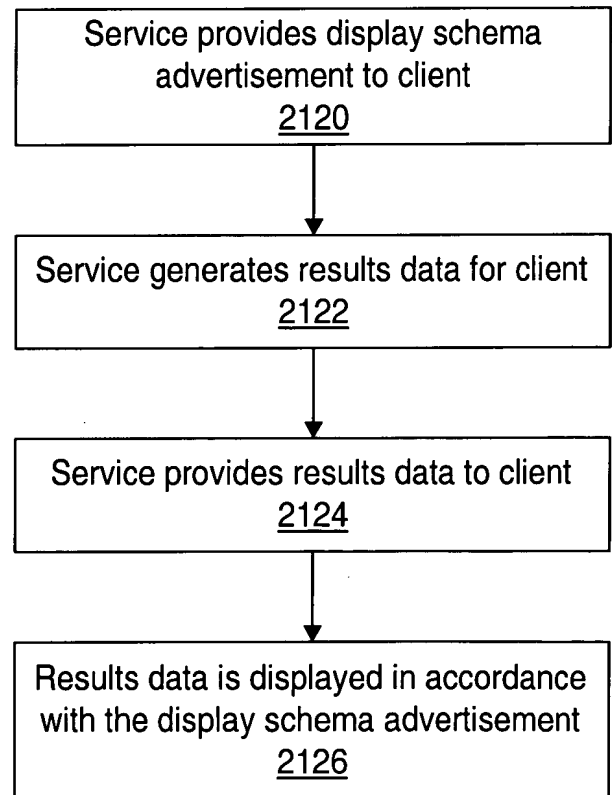 Service provides display schema
advertisement to client
2120
Service generates results data for client
2122
Service provides results data to client
2124
Results data is displayed in accordance
with the display schema advertisement
2126